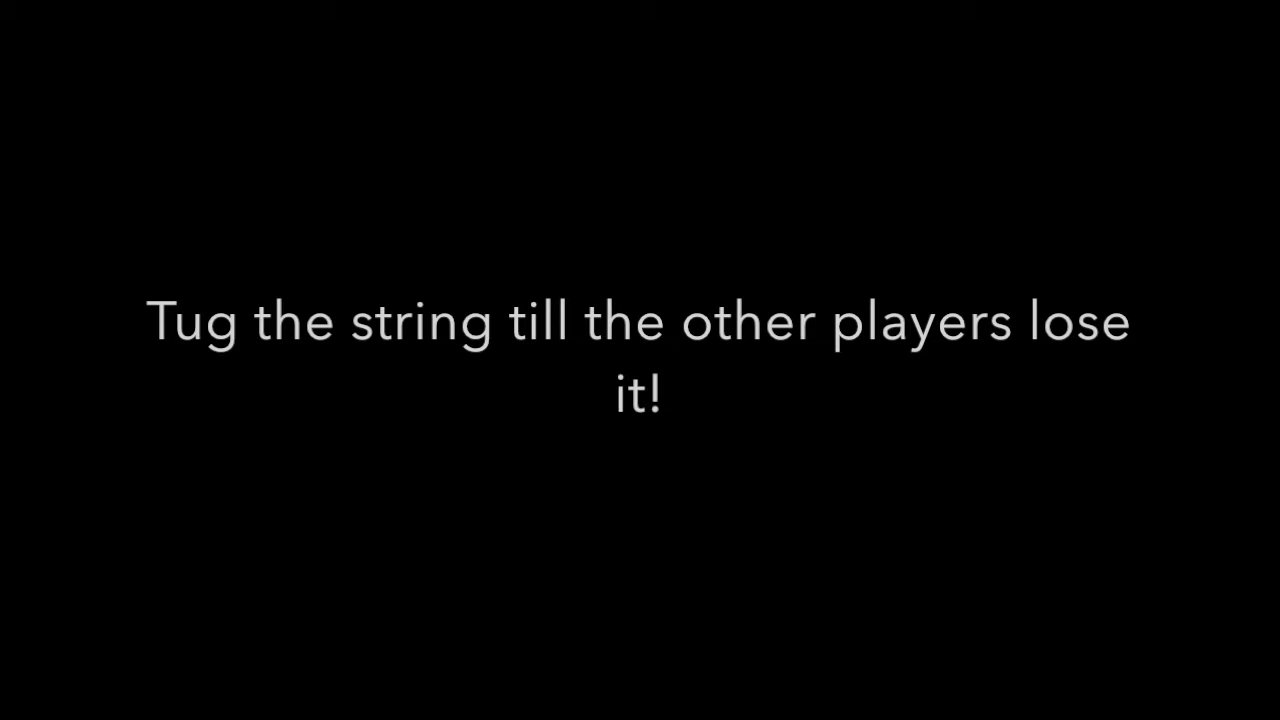 Tug the string till the other players lose
it!